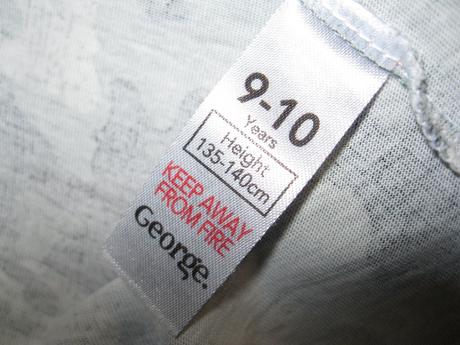 9-10
Years
Height
135-140cm
KEEP AWAY
FROM FIRE
George.